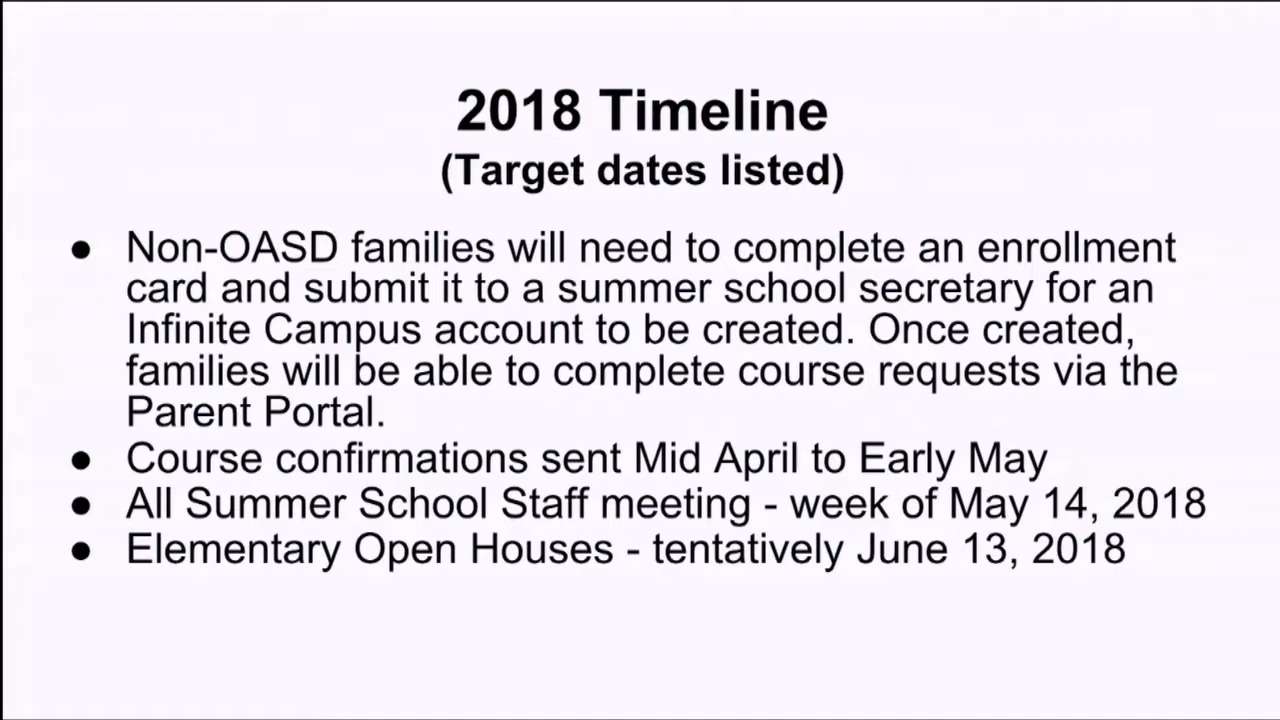 2018 Timeline
(Target dates listed)
● Non-OASD families will need to complete an enrollment
card and submit it to a summer school secretary for an
Infinite Campus account to be created. Once created,
families will be able to complete course requests via the
Parent Portal.
● Course confirmations sent Mid April to Early May
● All Summer School Staff meeting - week of May 14, 2018
● Elementary Open Houses - tentatively June 13, 2018